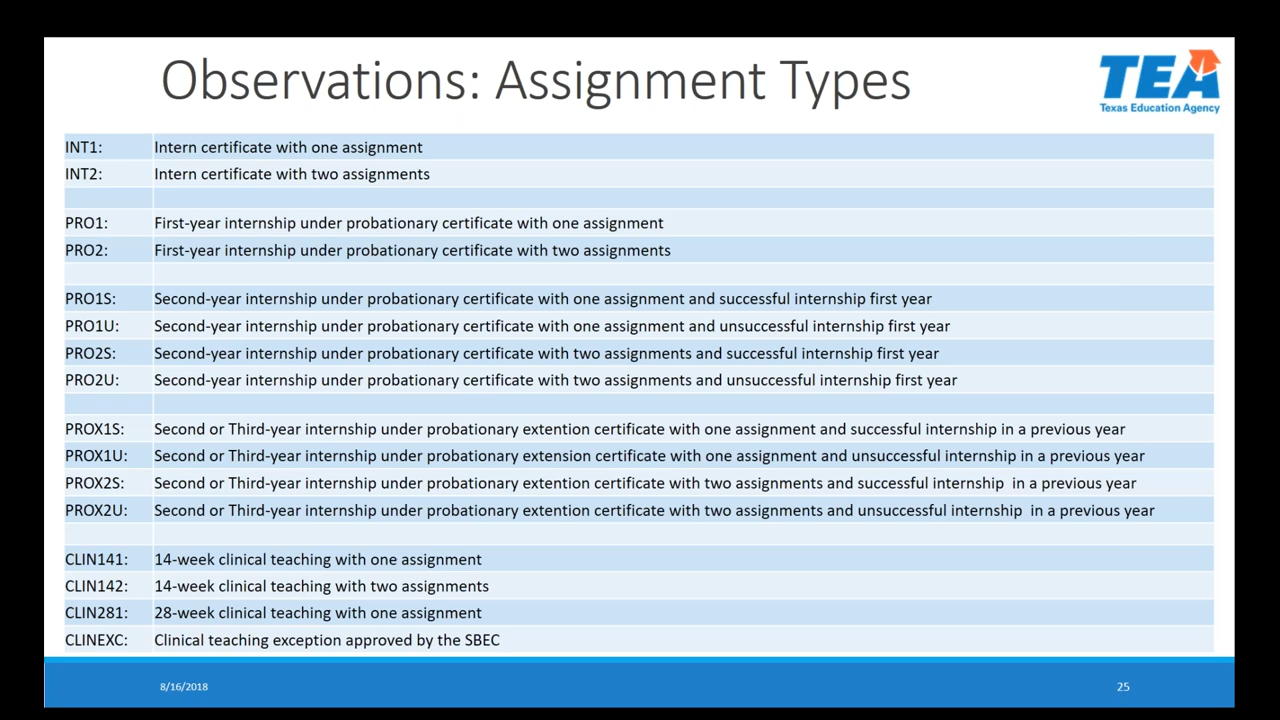 Observations: Assignment Types
TEA
Texas Education Agency
INT1: Intern certificate with one assignment
INT2: Intern certificate with two assignments
PRO1: First-year internship under probationary certificate with one assignment
PRO2: First-year internship under probationary certificate with two assignments
PRO1S: Second-year internship under probationary certificate with one assignment and successful internship first year
PRO1U: Second-year internship under probationary certificate with one assignment and unsuccessful internship first year
PRO2S: Second-year internship under probationary certificate with two assignments and successful internship first year
PRO2U: Second-year internship under probationary certificate with two assignments and unsuccessful internship first year
PROX1S: Second or Third-year internship under probationary extention certificate with one assignment and successful internship in a previous year
PROX1U: Second or Third-year internship under probationary extension certificate with one assignment and unsuccessful internship in a previous year
PROX2S: Second or Third-year internship under probationary extention certificate with two assignments and successful internship in a previous year
PROX2U: Second or Third-year internship under probationary extention certificate with two assignments and unsuccessful internship in a previous year
CLIN141: 14-week clinical teaching with one assignment
CLIN142: 14-week clinical teaching with two assignments
CLIN281: 28-week clinical teaching with one assignment
CLINEXC: Clinical teaching exception approved by the SBEC
8/16/2018
25